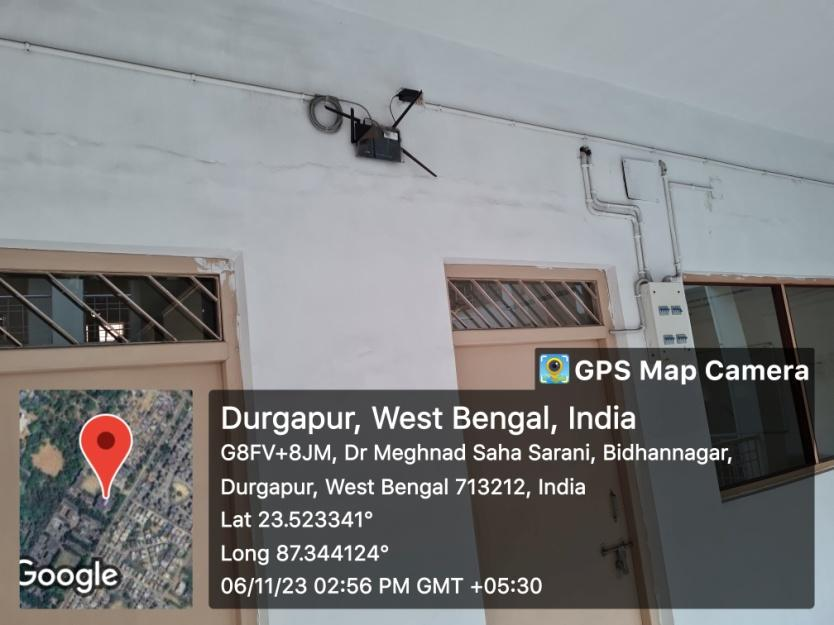 GPS Map Camera
Durgapur, West Bengal, India
G8FV+8JM, Dr Meghnad Saha Sarani, Bidhannagar,
Durgapur, West Bengal 713212, India
Lat 23.523341°
Long 87.344124°
06/11/23 02:56 PM GMT +05:30
Google